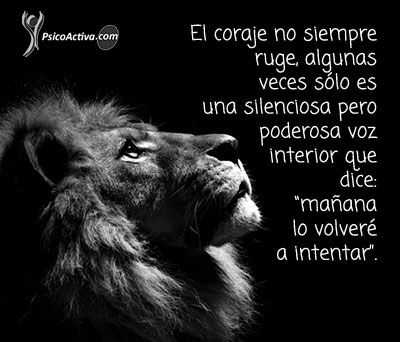 PsicoActiva.com
El coraje no siempre
ruge, algunas
veces sólo es
una silenciosa pero
poderosa voz
interior que
dice:
"mañana
lo volveré
a intentar".